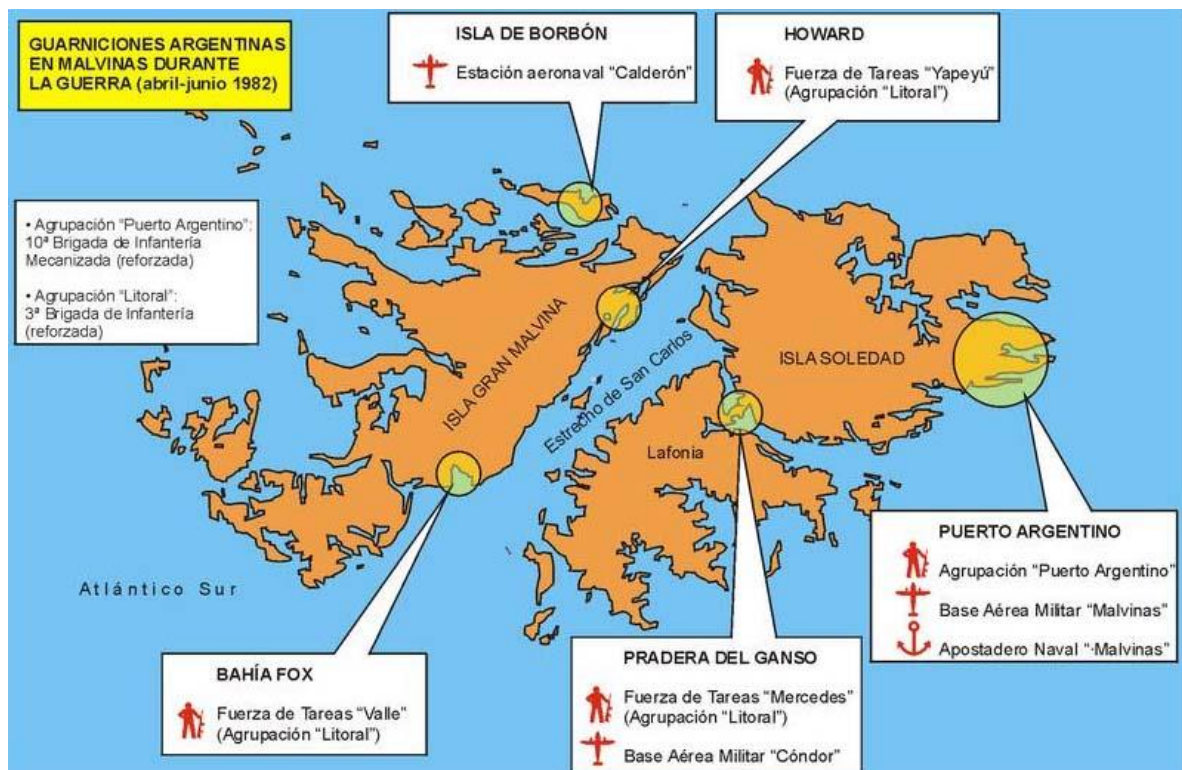 GUARNICIONES ARGENTINAS
EN MALVINAS DURANTE
LA GUERRA (abril-junio 1982)
ISLA DE BORBÓN
Estación aeronaval “Calderón”
HOWARD
Fuerza de Tareas “Yapeyú”
(Agrupación “Litoral”)
• Agrupación “Puerto Argentino”:
10ª Brigada de Infantería
Mecanizada (reforzada)
• Agrupación “Litoral”:
3ª Brigada de Infantería
(reforzada)
ISLA GRAN MALVINA
Estrecho de San Carlos
ISLA SOLEDAD
Lafonia
Atlántico Sur
PUERTO ARGENTINO
Agrupación “Puerto Argentino”
Base Aérea Militar “Malvinas”
Apostadero Naval “·Malvinas”
BAHÍA FOX
Fuerza de Tareas “Valle”
(Agrupación “Litoral”)
PRADERA DEL GANSO
Fuerza de Tareas “Mercedes”
(Agrupación “Litoral”)
Base Aérea Militar “Cóndor”